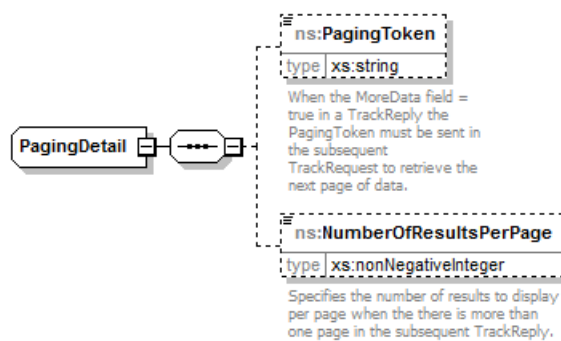 ns:PagingToken
type xs:string
When the MoreData field =
true in a TrackReply the
PagingToken must be sent in
the subsequent
TrackRequest to retrieve the
next page of data.
PagingDetail
ns:NumberOfResultsPerPage
type xs:nonNegativeInteger
Specifies the number of results to display
per page when the there is more than
one page in the subsequent TrackReply.